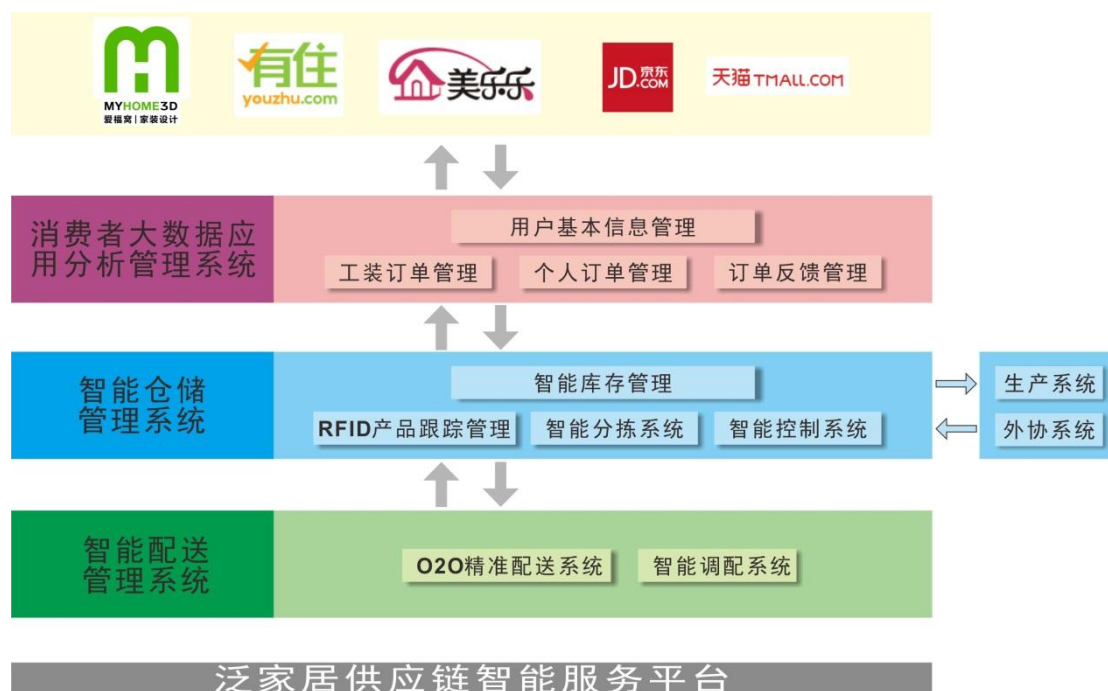 MYHOME3D
爱福窝|家装设计
有住
youzhu.com
美乐乐
JD京东
.COM
天猫TMALL.COM
消费者大数据应
用分析管理系统
用户基本信息管理
工装订单管理
个人订单管理
订单反馈管理
智能仓储
管理系统
智能库存管理
RFID产品跟踪管理
智能分拣系统
智能控制系统
生产系统
外协系统
智能配送
管理系统
O2O精准配送系统
智能调配系统
泛家居供应链智能服务平台